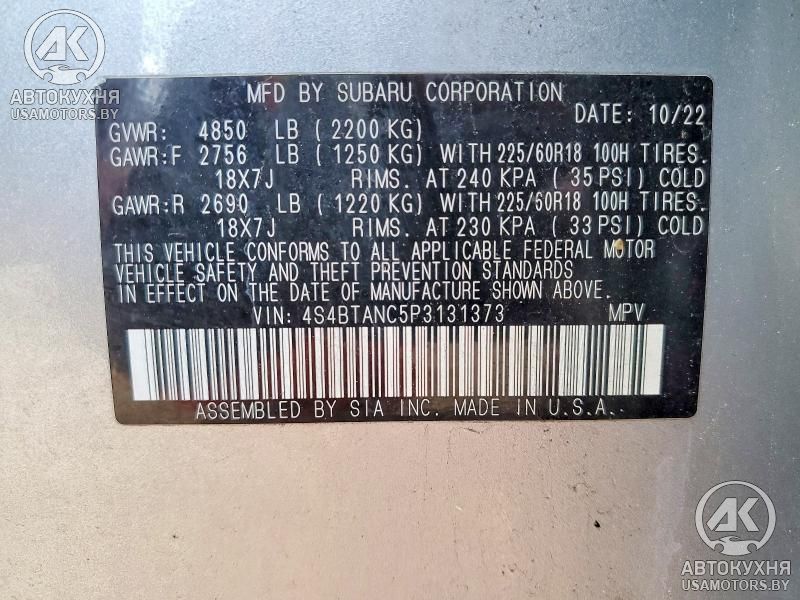 АК
АВТОКУХНЯ
USAMOTORS.BY
MFD BY SUBARU CORPORATION
DATE: 10/22
GVWR: 4850 LB ( 2200 KG)
GAWR:F 2756 LB ( 1250 KG) WITH 225/60R18 100H TIRES.
18X7J RIMS. AT 240 KPA ( 35 PSI) COLD
GAWR:R 2690 LB ( 1220 KG) WITH 225/60R18 100H TIRES.
18X7J RIMS. AT 230 KPA ( 33 PSI) COLD
THIS VEHICLE CONFORMS TO ALL APPLICABLE FEDERAL MOTOR
VEHICLE SAFETY AND THEFT PREVENTION STANDARDS
IN EFFECT ON THE DATE OF MANUFACTURE SHOWN ABOVE.
VIN: 4S4BTANC5P3131373 MPV
ASSEMBLED BY SIA INC. MADE IN U.S.A.
АК
АВТОКУХНЯ
USAMOTORS.BY